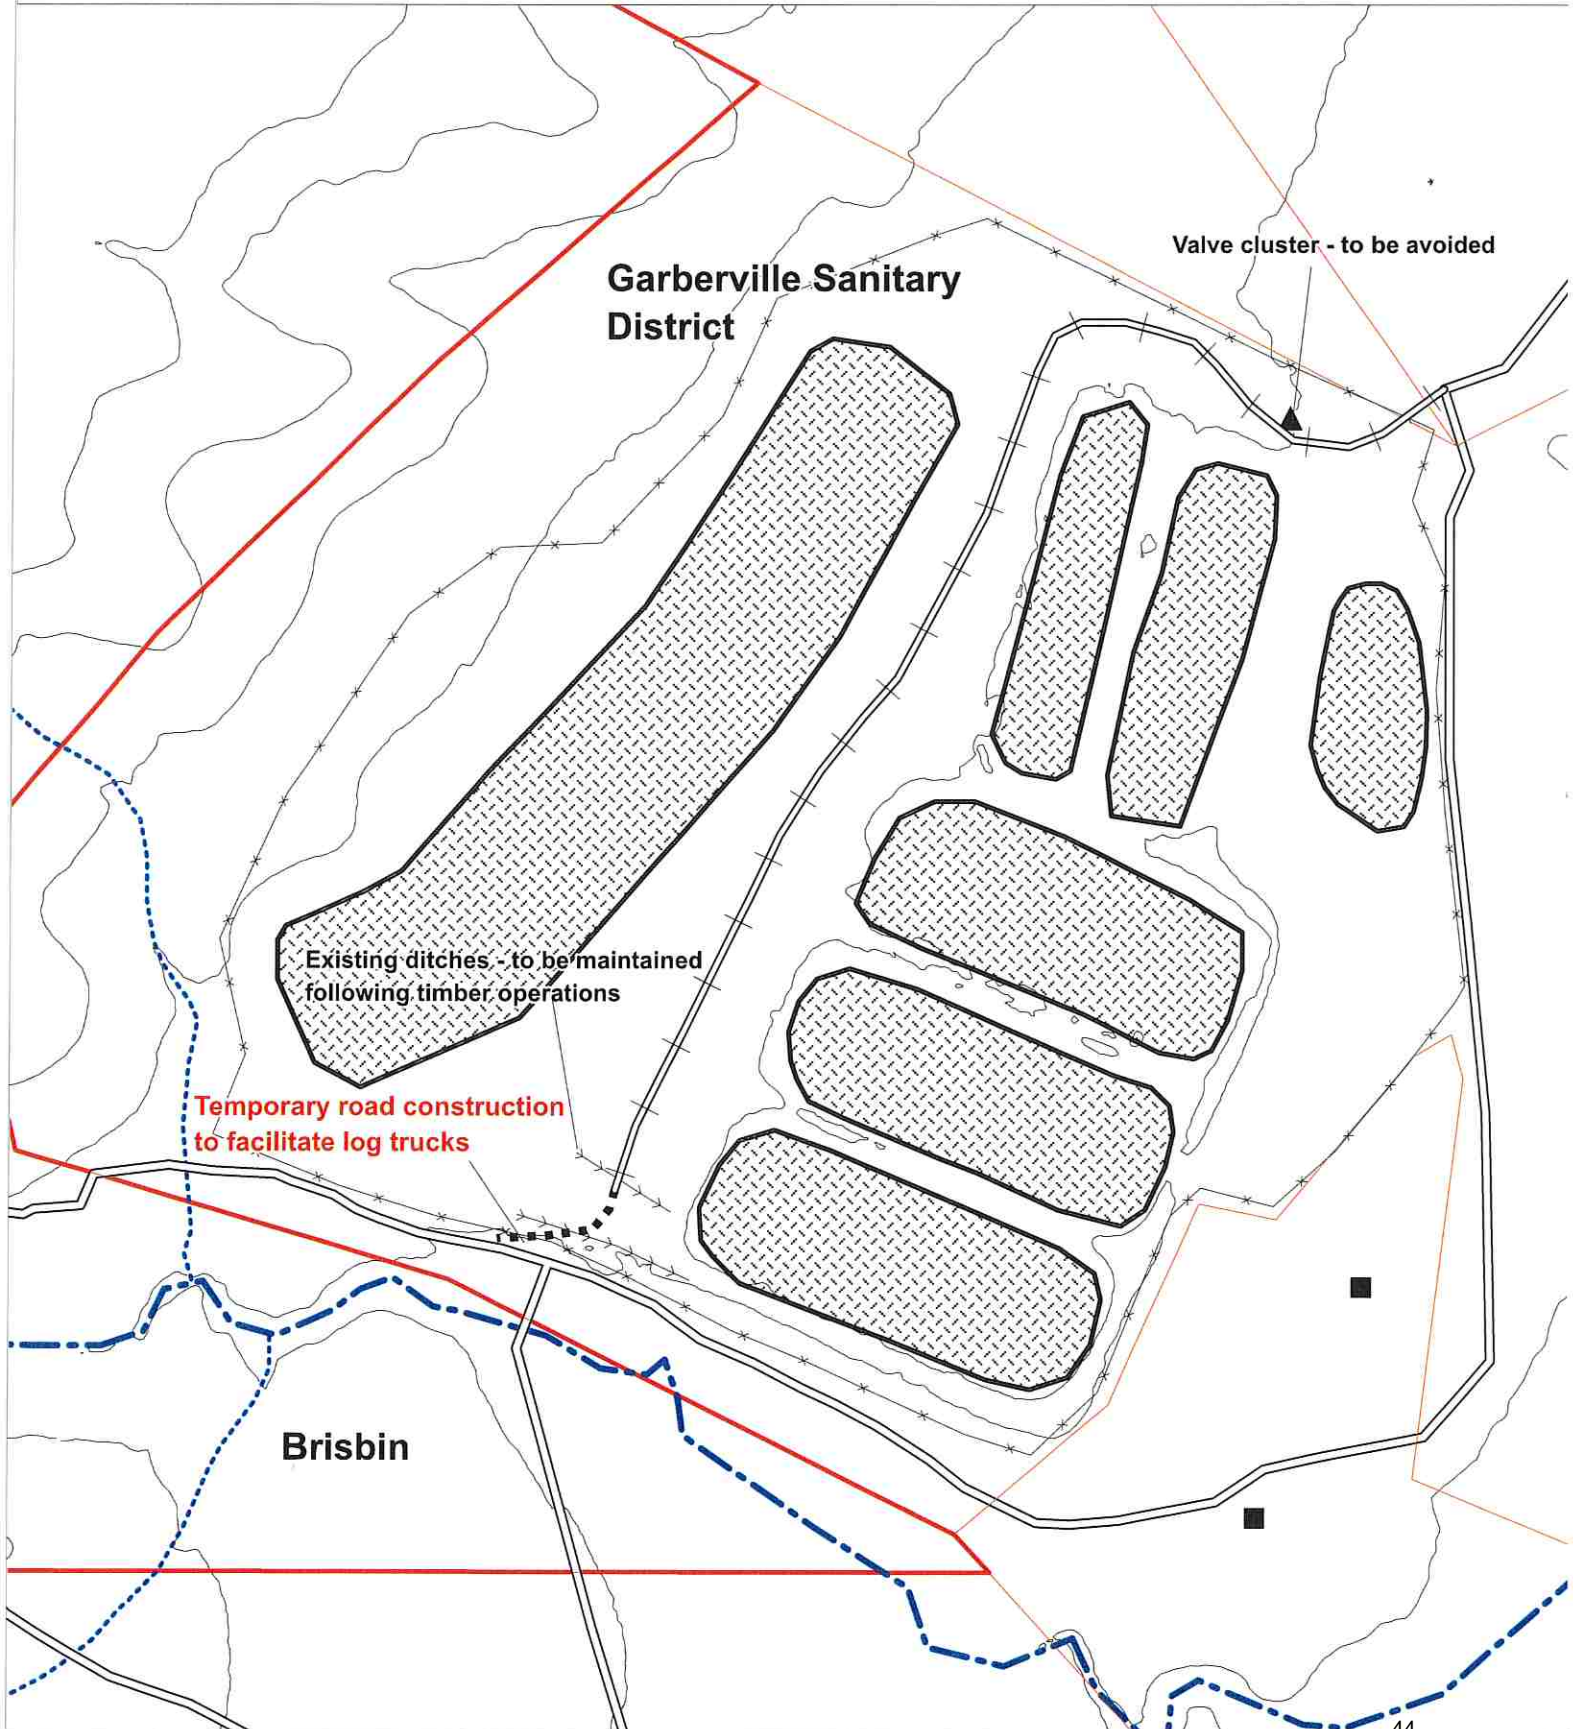 Valve cluster - to be avoided
Garberville Sanitary
District
Existing ditches - to be maintained
following timber operations
Temporary road construction
to facilitate log trucks
Brisbin
44